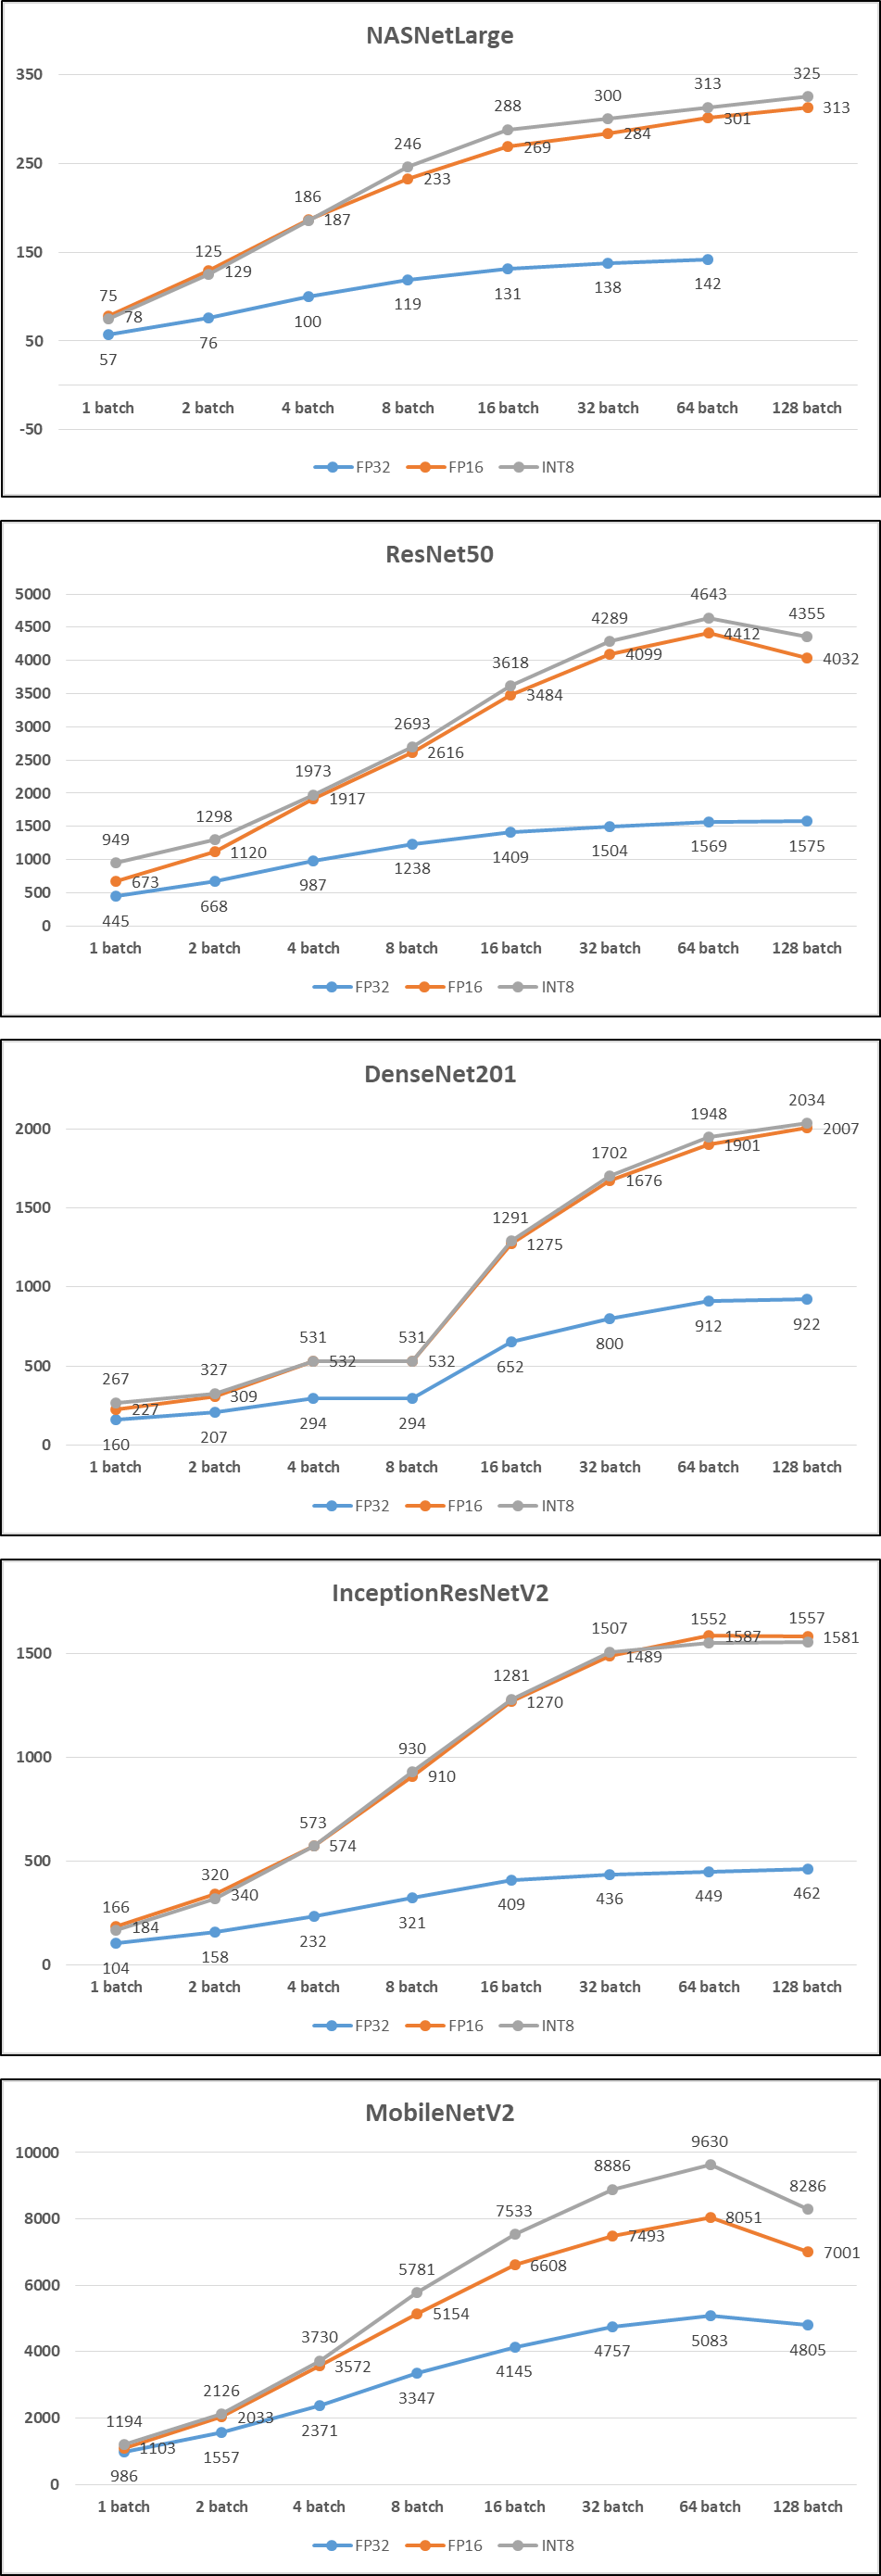 NASNetLarge
350
250
150
50
-50
75 125 186 246 288 300 313 325
78 129 187 233 269 284 301 313
57 76 100 119 131 138 142
1 batch 2 batch 4 batch 8 batch 16 batch 32 batch 64 batch 128 batch
FP32 FP16 INT8
ResNet50
5000
4500
4000
3500
3000
2500
2000
1500
1000
500
0
949 1298 1973 2693 3618 4289 4643 4355
673 1120 1917 2616 3484 4099 4412 4032
445 668 987 1238 1409 1504 1569 1575
1 batch 2 batch 4 batch 8 batch 16 batch 32 batch 64 batch 128 batch
FP32 FP16 INT8
DenseNet201
2000
1500
1000
500
0
267 327 531 531 1291 1702 1948 2034
227 309 532 532 1275 1676 1901 2007
160 207 294 294 652 800 912 922
1 batch 2 batch 4 batch 8 batch 16 batch 32 batch 64 batch 128 batch
FP32 FP16 INT8
InceptionResNetV2
1500
1000
500
0
166 320 573 930 1281 1507 1552 1557
184 340 574 910 1270 1489 1587 1581
104 158 232 321 409 436 449 462
1 batch 2 batch 4 batch 8 batch 16 batch 32 batch 64 batch 128 batch
FP32 FP16 INT8
MobileNetV2
10000
8000
6000
4000
2000
0
1194 2126 3730 5781 7533 8886 9630 8286
1103 2033 3572 5154 6608 7493 8051 7001
986 1557 2371 3347 4145 4757 5083 4805
1 batch 2 batch 4 batch 8 batch 16 batch 32 batch 64 batch 128 batch
FP32 FP16 INT8